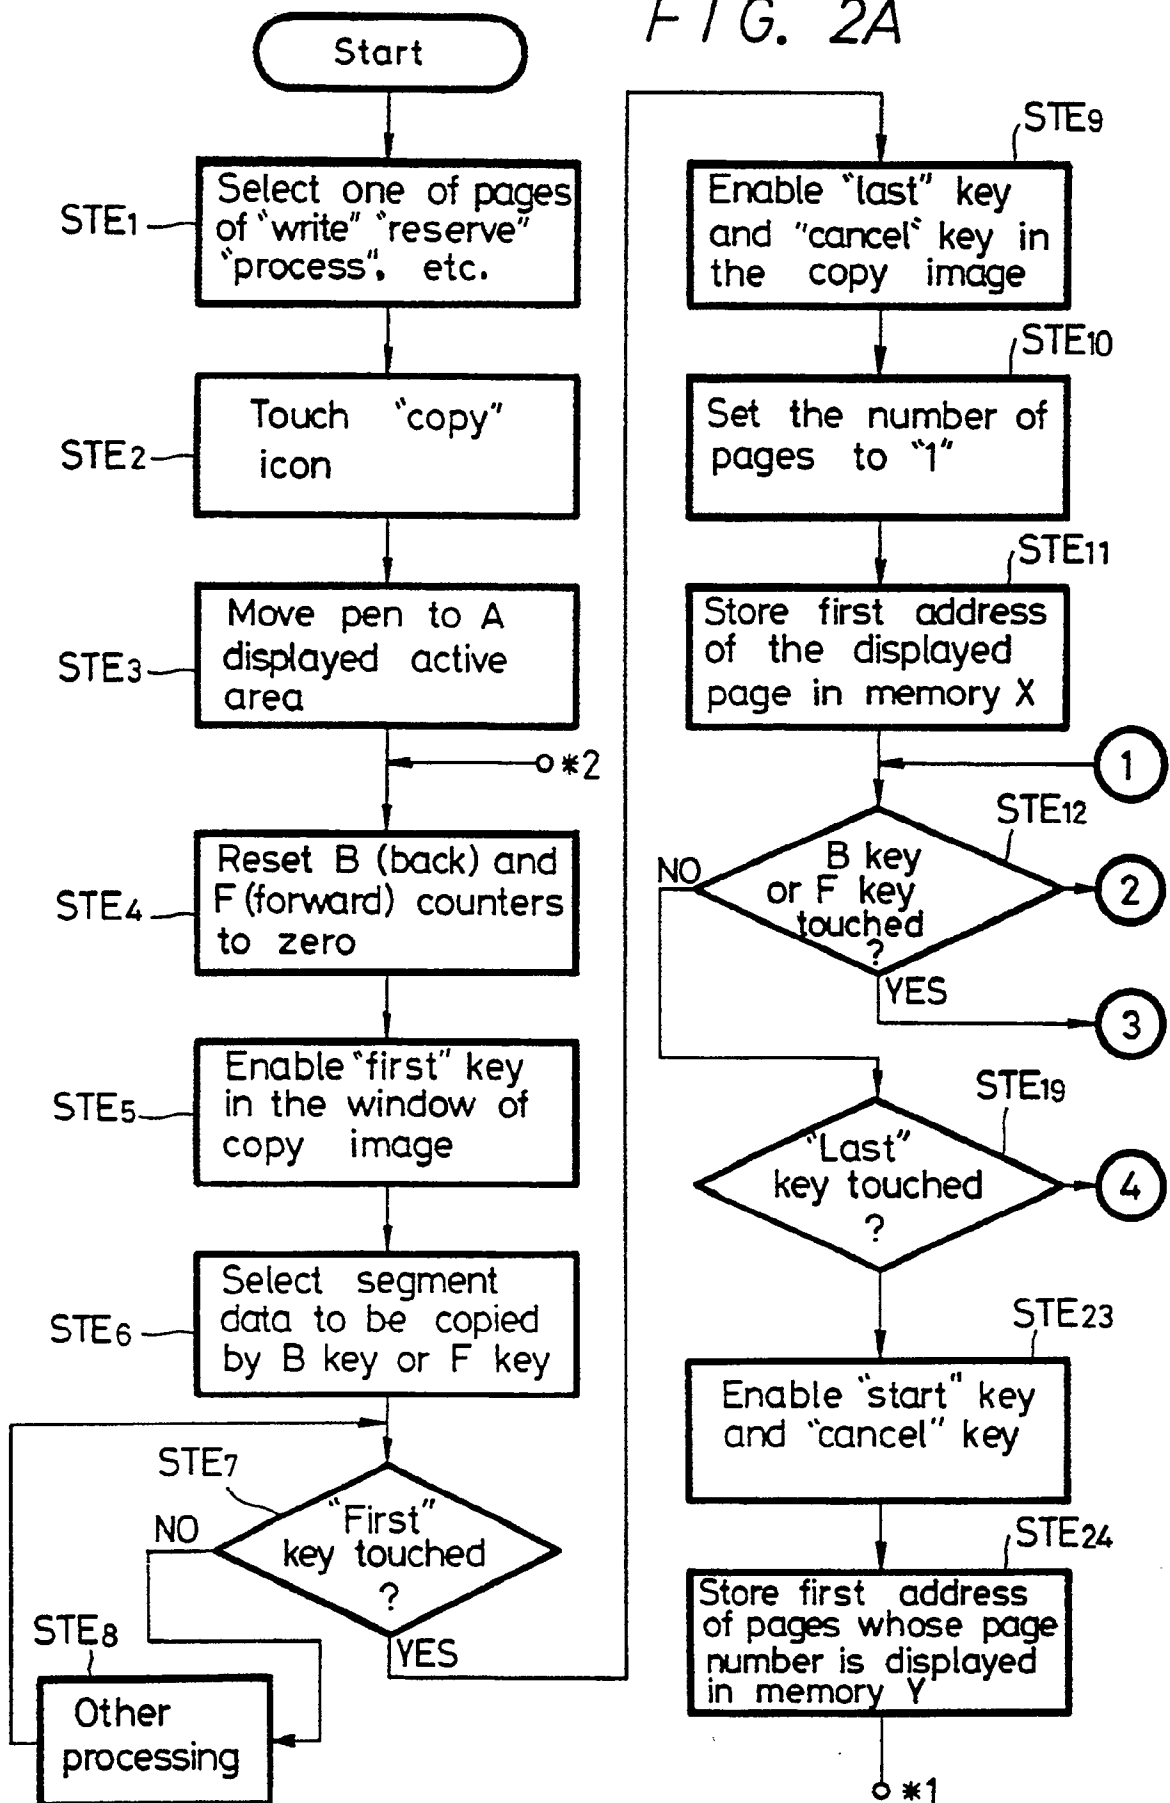 FIG. 2A
Start
STE1
Select one of pages
of "write" "reserve"
"process", etc.
STE2
Touch "copy"
icon
STE3
Move pen to A
displayed active
area
*2
STE4
Reset B (back) and
F (forward) counters
to zero
STE5
Enable "first" key
in the window of
copy image
STE6
Select segment
data to be copied
by B key or F key
STE7
"First"
key touched
?
NO
YES
STE8
Other
processing
STE9
Enable "last" key
and "cancel" key in
the copy image
STE10
Set the number of
pages to "1"
STE11
Store first address
of the displayed
page in memory X
1
STE12
B key
or F key
touched
?
NO
2
YES
3
STE19
"Last"
key touched
?
4
STE23
Enable "start" key
and "cancel" key
STE24
Store first address
of pages whose page
number is displayed
in memory Y
*1